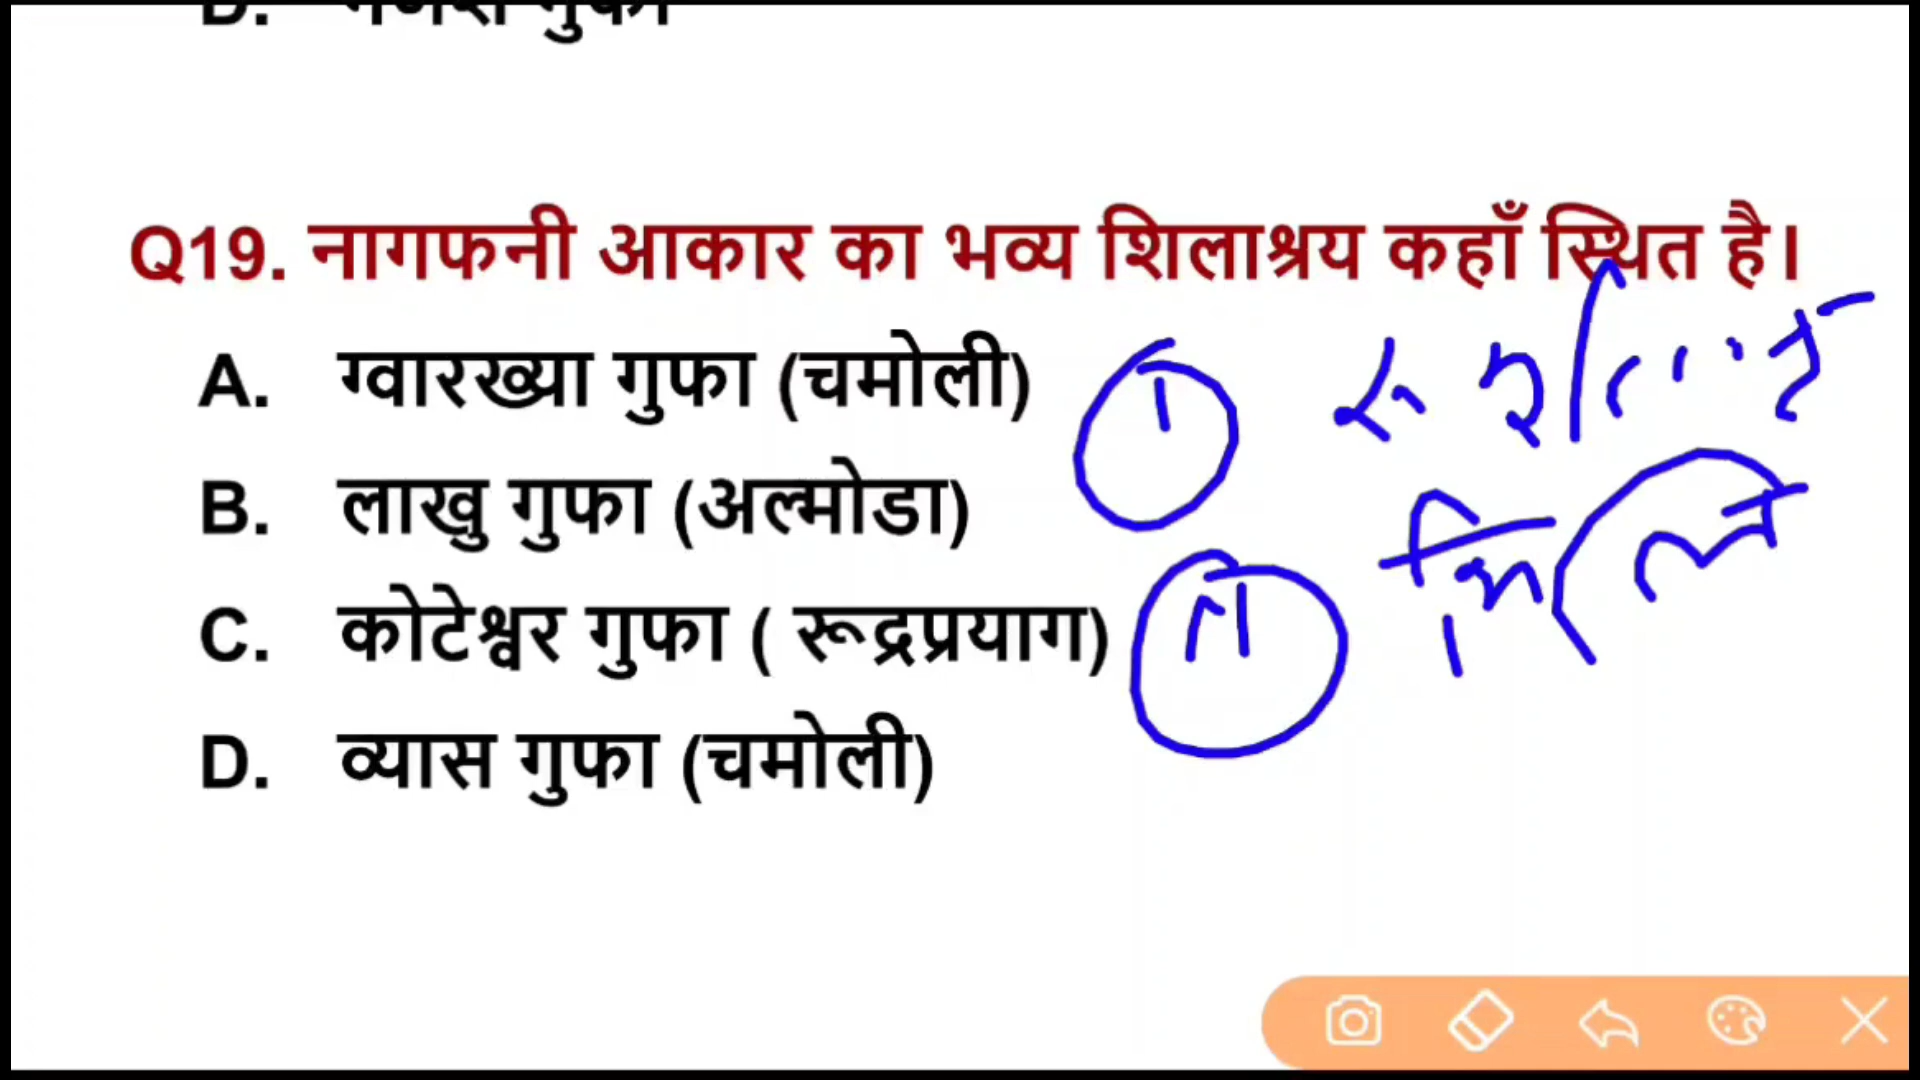 Q19. नागफनी आकार का भव्य शिलाश्रय कहाँ स्थित है।
A. ग्वारख्या गुफा (चमोली)
B. लाखु गुफा (अल्मोडा)
C. कोटेश्वर गुफा ( रूद्रप्रयाग)
D. व्यास गुफा (चमोली)